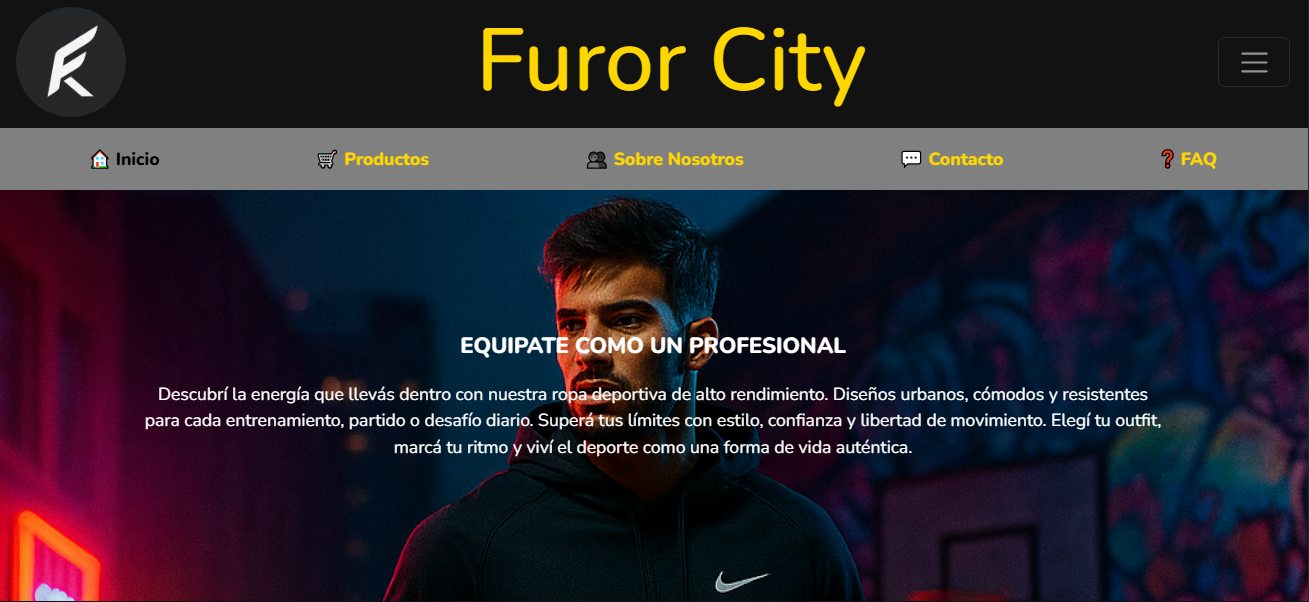 Furor City
Inicio
Productos
Sobre Nosotros
Contacto
FAQ
EQUIPATE COMO UN PROFESIONAL
Descubrí la energía que llevás dentro con nuestra ropa deportiva de alto rendimiento. Diseños urbanos, cómodos y resistentes
para cada entrenamiento, partido o desafío diario. Superá tus límites con estilo, confianza y libertad de movimiento. Elegí tu outfit,
marcá tu ritmo y viví el deporte como una forma de vida auténtica.